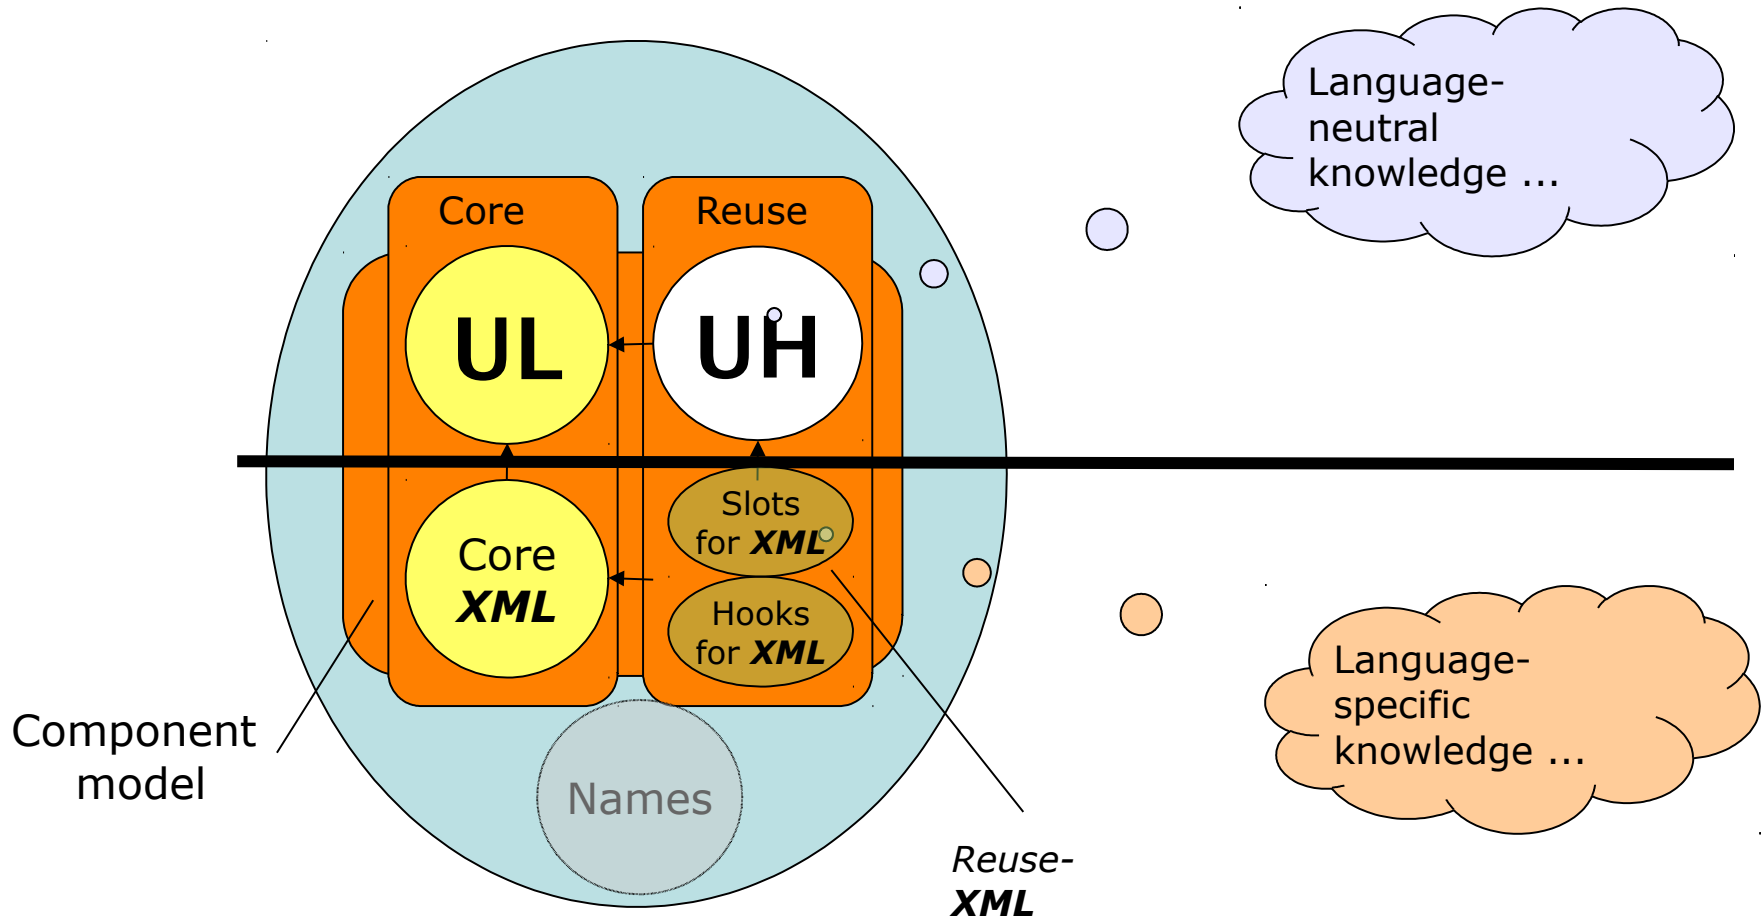 Language-
neutral
knowledge ...
Core
Reuse
UL
UH
Slots
for XML
Core
XML
Hooks
for XML
Language-
specific
knowledge ...
Component
model
Names
Reuse-
XML